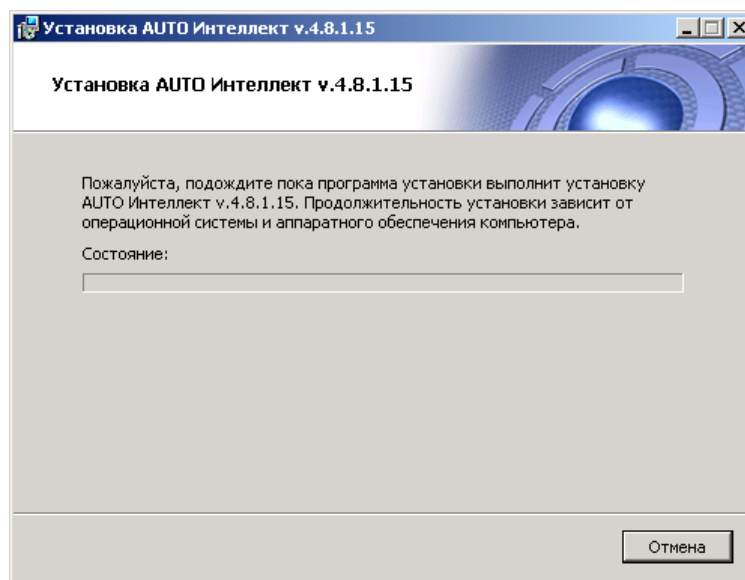 Установка AUTO Интеллект v.4.8.1.15
Установка AUTO Интеллект v.4.8.1.15
Пожалуйста, подождите пока программа установки выполнит установку
AUTO Интеллект v.4.8.1.15. Продолжительность установки зависит от
операционной системы и аппаратного обеспечения компьютера.
Состояние:
Отмена